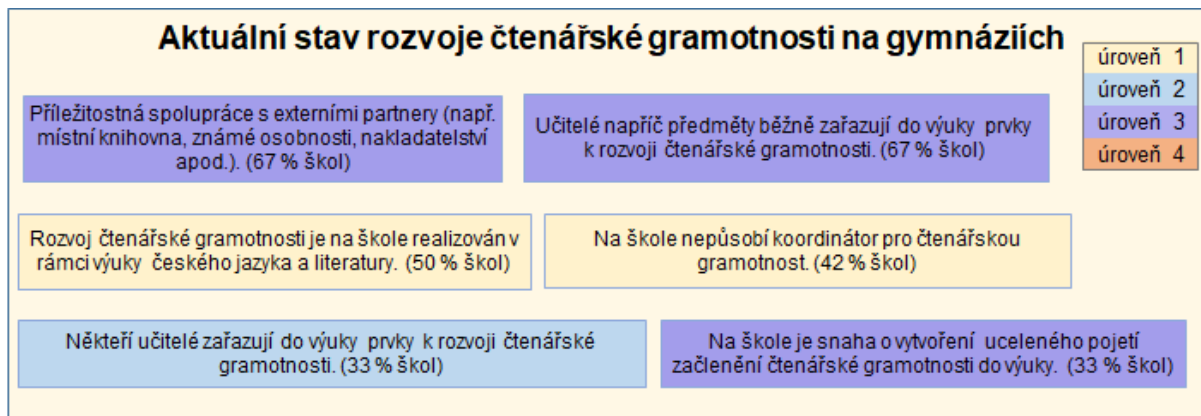 Aktuální stav rozvoje čtenářské gramotnosti na gymnáziích
úroveň 1
úroveň 2
úroveň 3
úroveň 4
Příležitostná spolupráce s externími partnery (např.
místní knihovna, známé osobnosti, nakladatelství
apod.). (67 % škol)
Učitelé napříč předměty běžně zařazují do výuky prvky
k rozvoji čtenářské gramotnosti. (67 % škol)
Rozvoj čtenářské gramotnosti je na škole realizován v
rámci výuky českého jazyka a literatury. (50 % škol)
Na škole nepůsobí koordinátor pro čtenářskou
gramotnost. (42 % škol)
Někteří učitelé zařazují do výuky prvky k rozvoji čtenářské
gramotnosti. (33 % škol)
Na škole je snaha o vytvoření uceleného pojetí
začlenění čtenářské gramotnosti do výuky. (33 % škol)